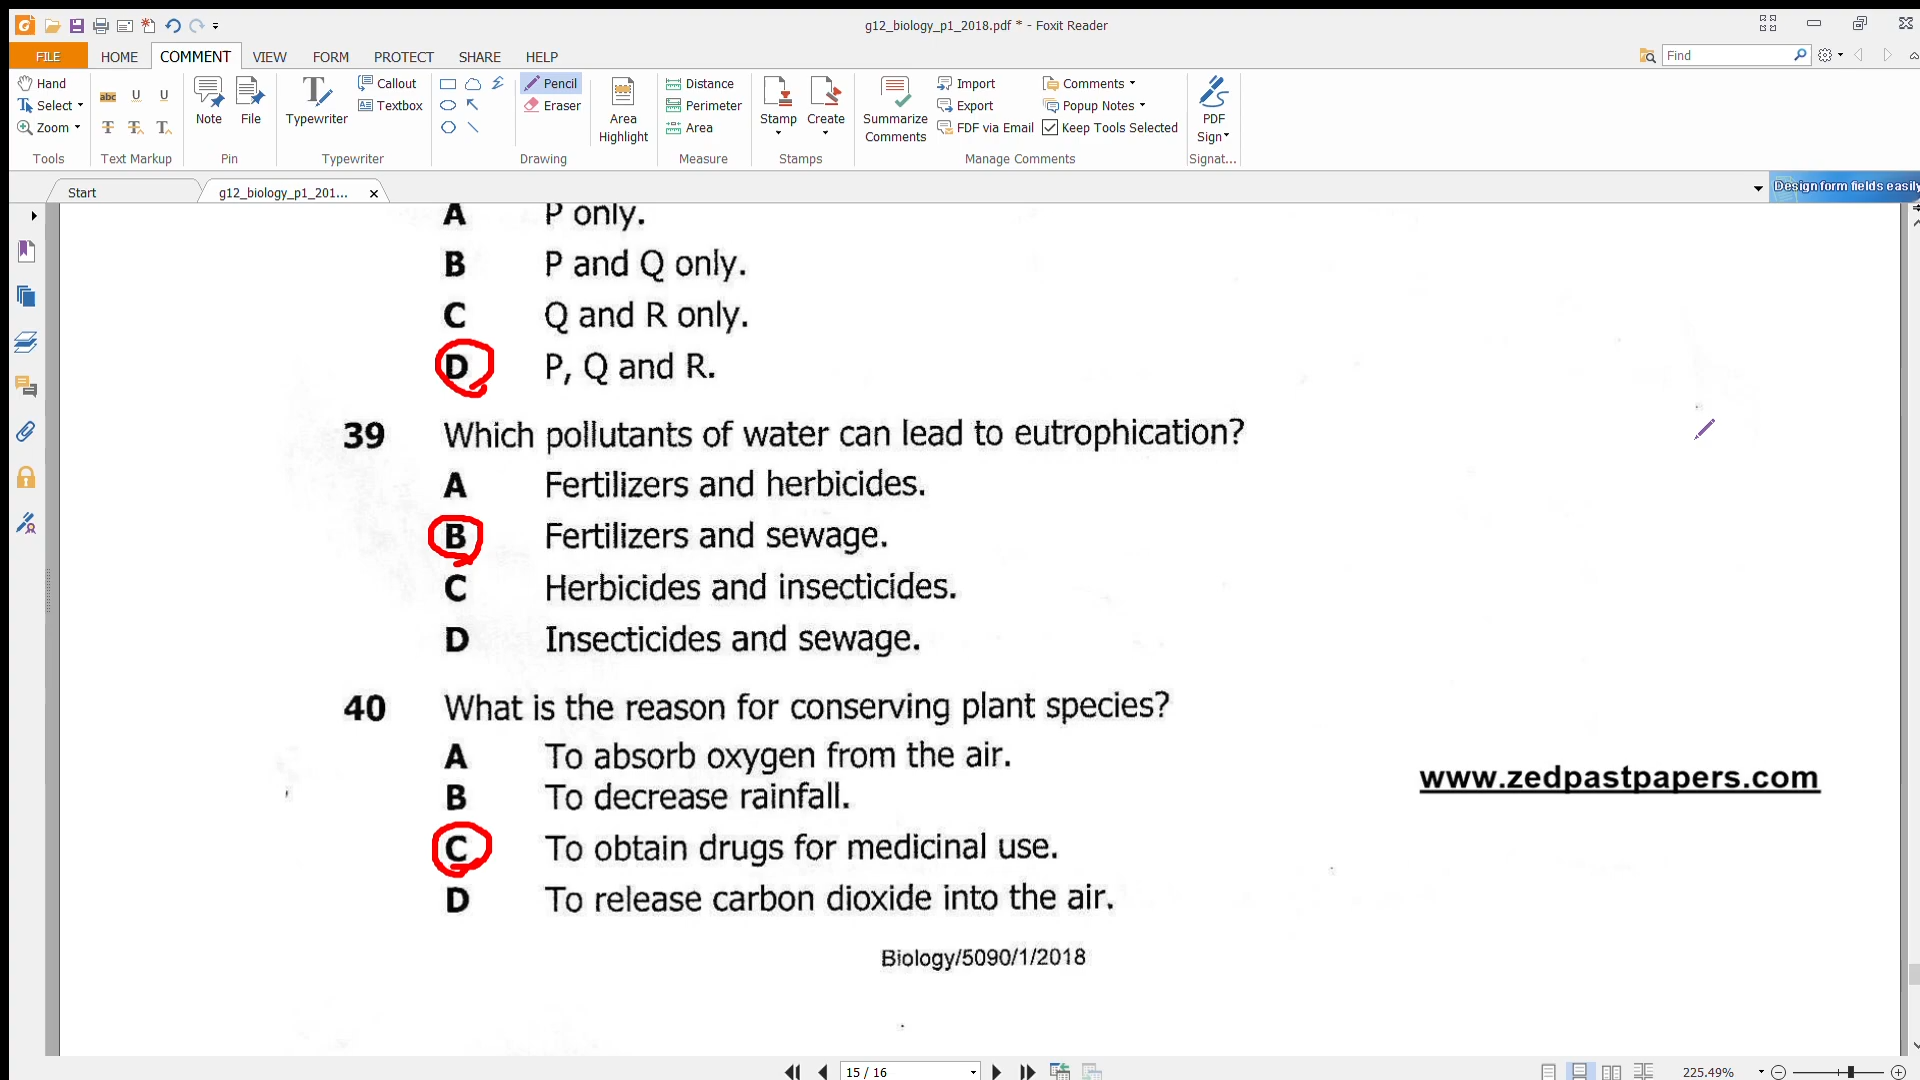 g12_biology_p1_2018.pdf * - Foxit Reader
FILE HOME COMMENT VIEW FORM PROTECT SHARE HELP
Find
Hand
Select
Zoom
Tools
abc U U
T T T
Text Markup
Note
File
Pin
Typewriter
Callout
Textbox
Typewriter
Pencil
Eraser
Drawing
Area
Highlight
Distance
Perimeter
Area
Measure
Stamp
Create
Stamps
Summarize
Comments
Import
Export
FDF via Email
Comments
Popup Notes
Keep Tools Selected
Manage Comments
PDF
Sign
Signat...
Start
g12_biology_p1_201...
Design form fields easily
A P only.
B P and Q only.
C Q and R only.
D P, Q and R.
39 Which pollutants of water can lead to eutrophication?
A Fertilizers and herbicides.
B Fertilizers and sewage.
C Herbicides and insecticides.
D Insecticides and sewage.
40 What is the reason for conserving plant species?
A To absorb oxygen from the air.
B To decrease rainfall.
C To obtain drugs for medicinal use.
D To release carbon dioxide into the air.
www.zedpastpapers.com
Biology/5090/1/2018
15 / 16
225.49%